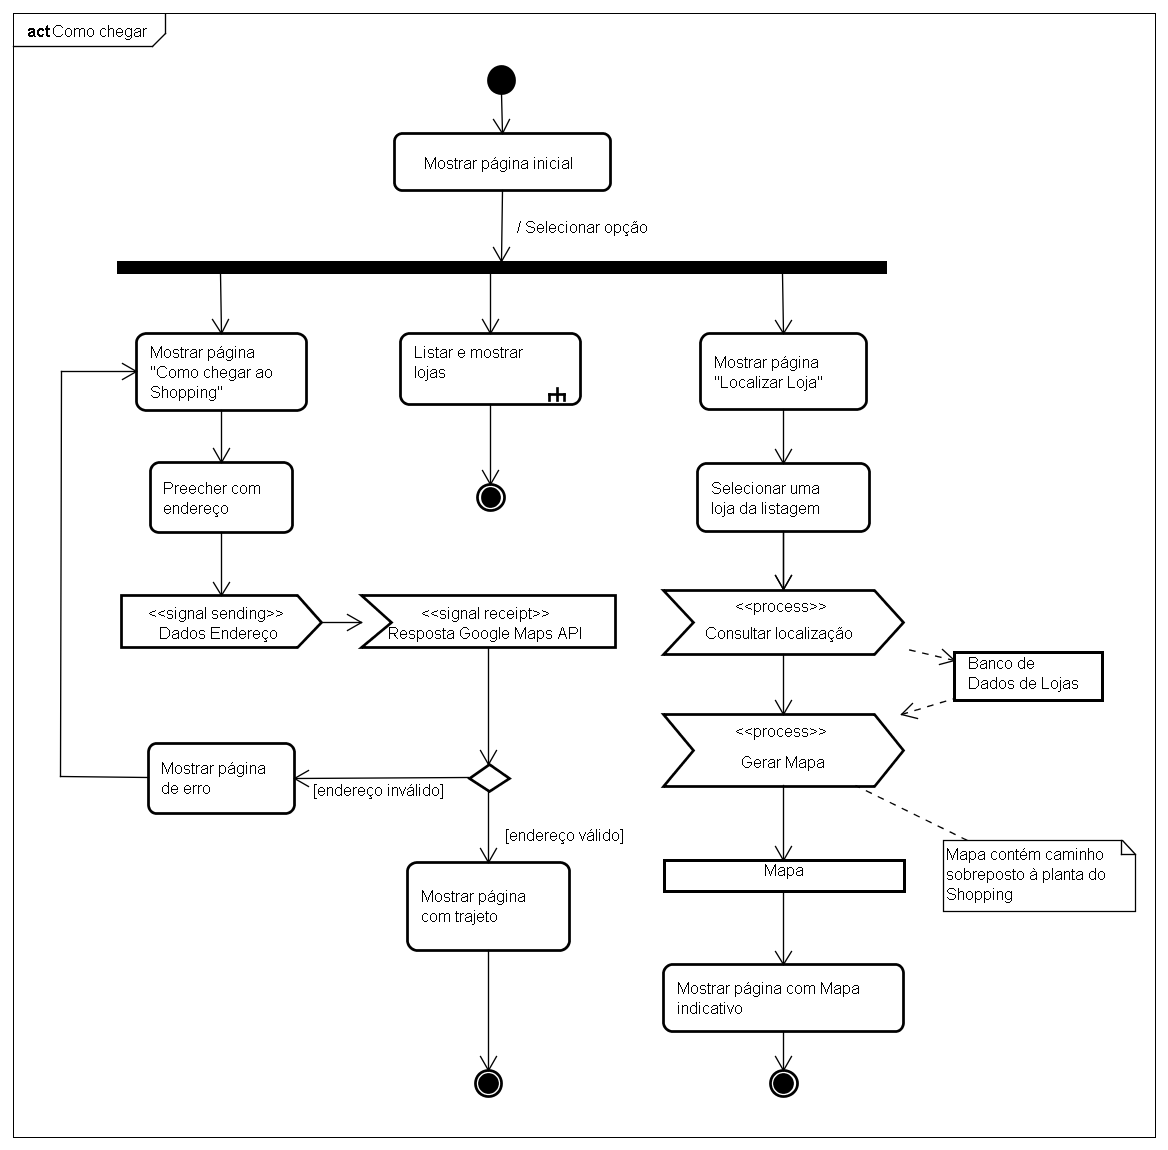 act Como chegar
Mostrar página inicial
/ Selecionar opção
Mostrar página
"Como chegar ao
Shopping"
Listar e mostrar
lojas
Mostrar página
"Localizar Loja"
Preecher com
endereço
Selecionar uma
loja da listagem
<<signal sending>>
Dados Endereço
<<signal receipt>>
Resposta Google Maps API
<<process>>
Consultar localização
Banco de
Dados de Lojas
<<process>>
Gerar Mapa
Mostrar página
de erro
[endereço inválido]
[endereço válido]
Mapa contém caminho
sobreposto à planta do
Shopping
Mapa
Mostrar página
com trajeto
Mostrar página com Mapa
indicativo